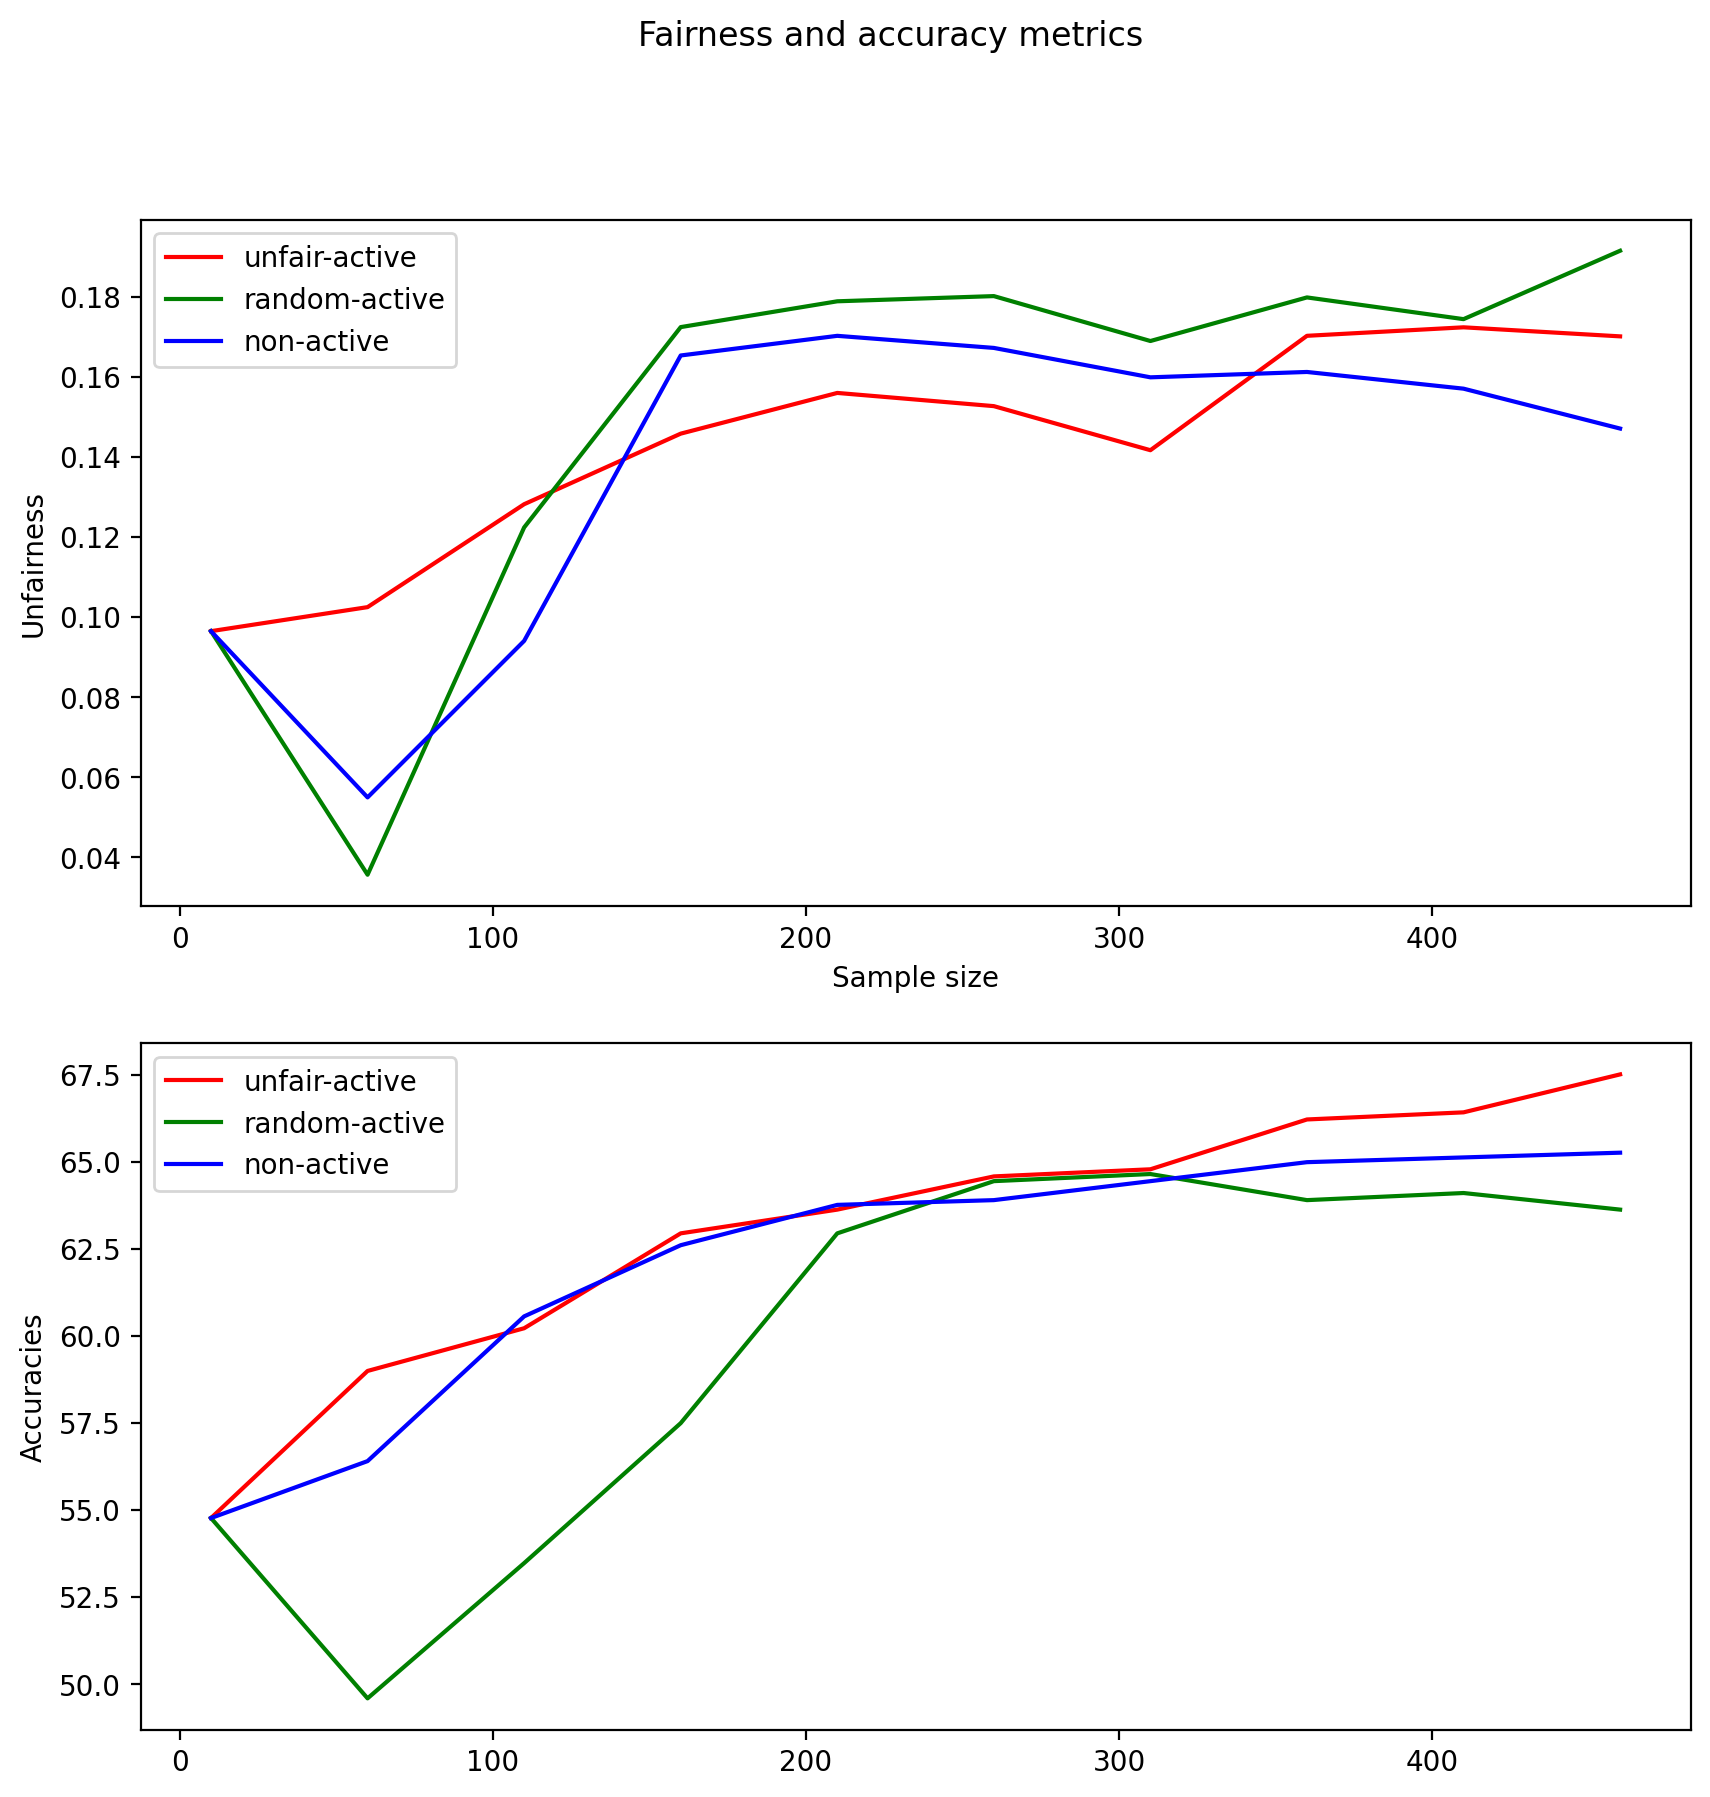 Fairness and accuracy metrics
unfair-active
random-active
non-active
0.18
0.16
0.14
0.12
0.10
0.08
0.06
0.04
Unfairness
0 100 200 300 400
Sample size
unfair-active
random-active
non-active
67.5
65.0
62.5
60.0
57.5
55.0
52.5
50.0
Accuracies
0 100 200 300 400